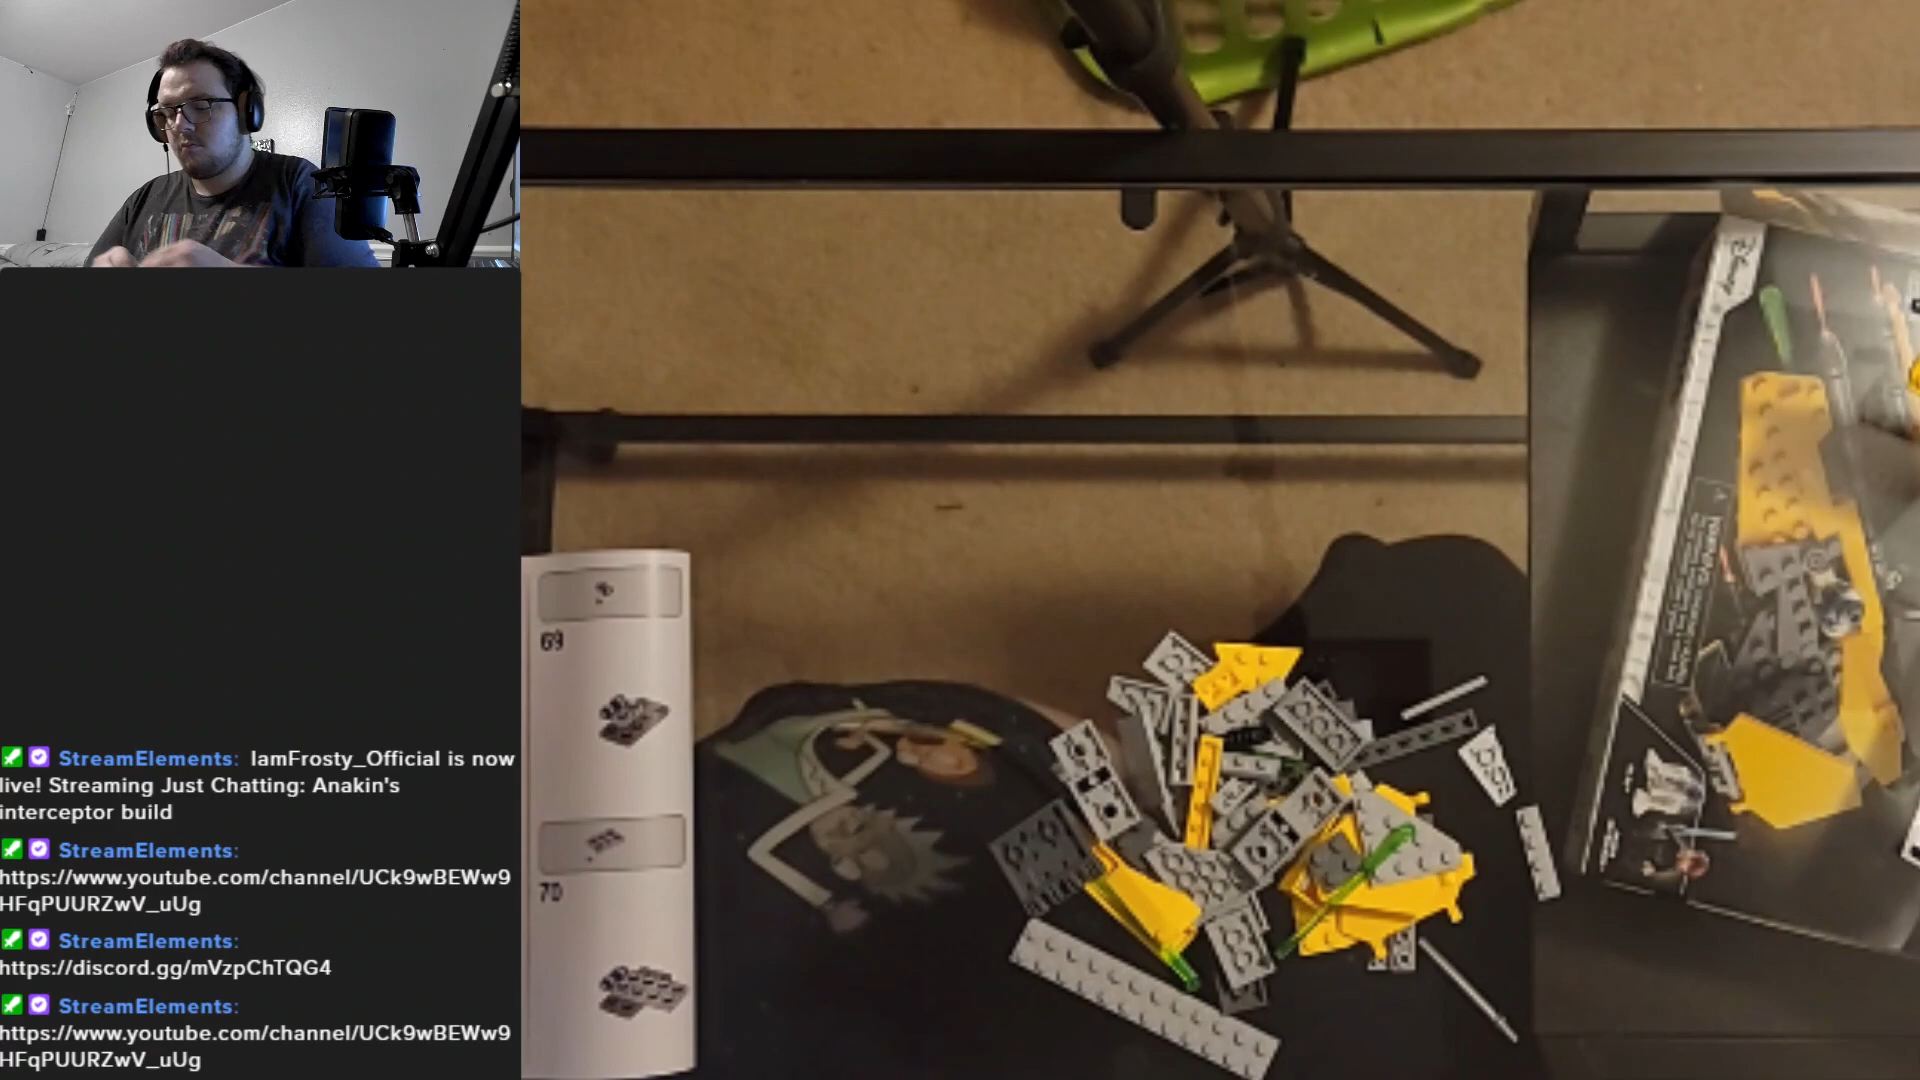 StreamElements: IamFrosty_Official is now
live! Streaming Just Chatting: Anakin's
interceptor build
StreamElements:
https://www.youtube.com/channel/UCk9wBEWw9
HFqPUURZwV_uUg
StreamElements:
https://discord.gg/mVzpChTQG4
StreamElements:
https://www.youtube.com/channel/UCk9wBEWw9
HFqPUURZwV_uUg
69
70
Disney